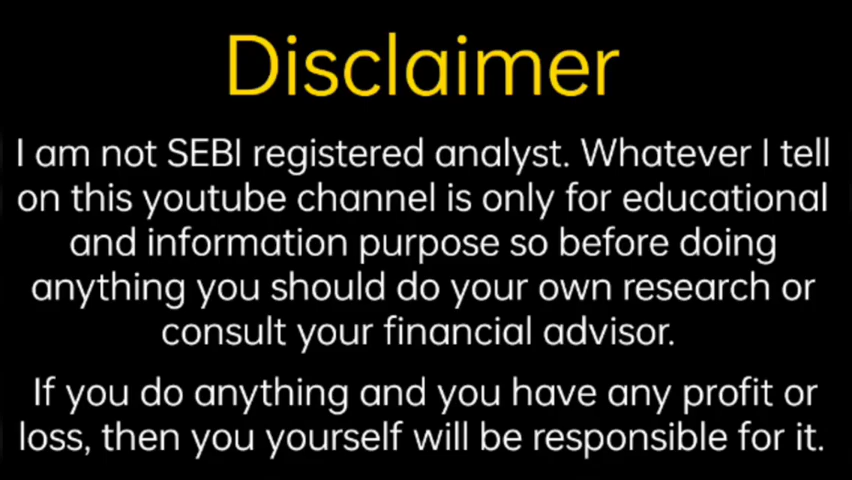 Disclaimer
I am not SEBI registered analyst. Whatever I tell
on this youtube channel is only for educational
and information purpose so before doing
anything you should do your own research or
consult your financial advisor.
If you do anything and you have any profit or
loss, then you yourself will be responsible for it.